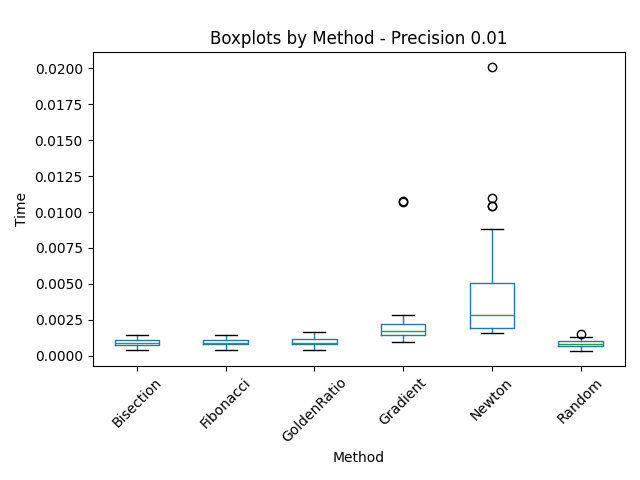 Boxplots by Method - Precision 0.01
0.0200
0.0175
0.0150
0.0125
0.0100
0.0075
0.0050
0.0025
0.0000
Time
Bisection
Fibonacci
GoldenRatio
Gradient
Newton
Random
Method